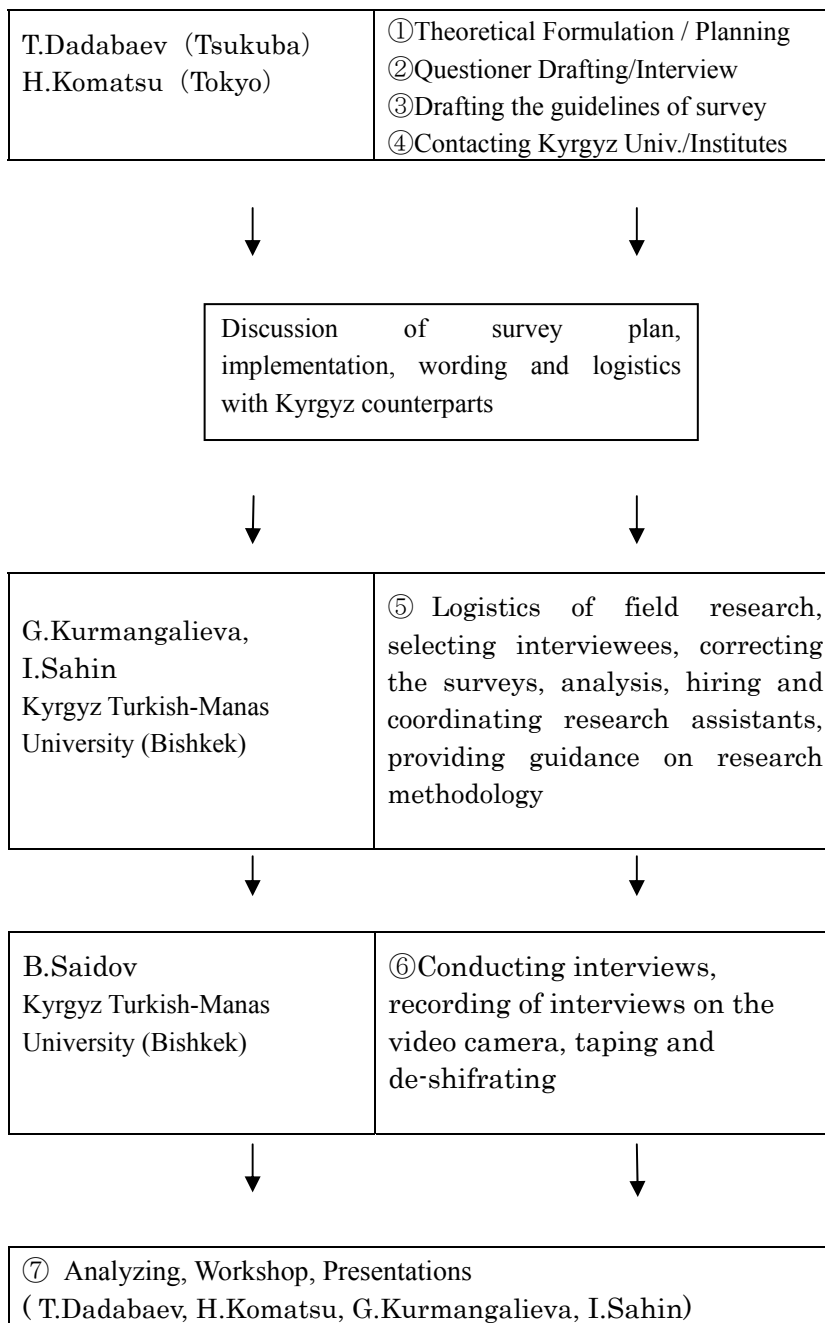 T.Dadabaev（Tsukuba）
H.Komatsu（Tokyo）
①Theoretical Formulation / Planning
②Questioner Drafting/Interview
③Drafting the guidelines of survey
④Contacting Kyrgyz Univ./Institutes
Discussion of survey plan,
implementation, wording and logistics
with Kyrgyz counterparts
G.Kurmangalieva,
I.Sahin
Kyrgyz Turkish-Manas
University (Bishkek)
⑤ Logistics of field research,
selecting interviewees, correcting
the surveys, analysis, hiring and
coordinating research assistants,
providing guidance on research
methodology
B.Saidov
Kyrgyz Turkish-Manas
University (Bishkek)
⑥Conducting interviews,
recording of interviews on the
video camera, taping and
de-shifrating
⑦ Analyzing, Workshop, Presentations
( T.Dadabaev, H.Komatsu, G.Kurmangalieva, I.Sahin)